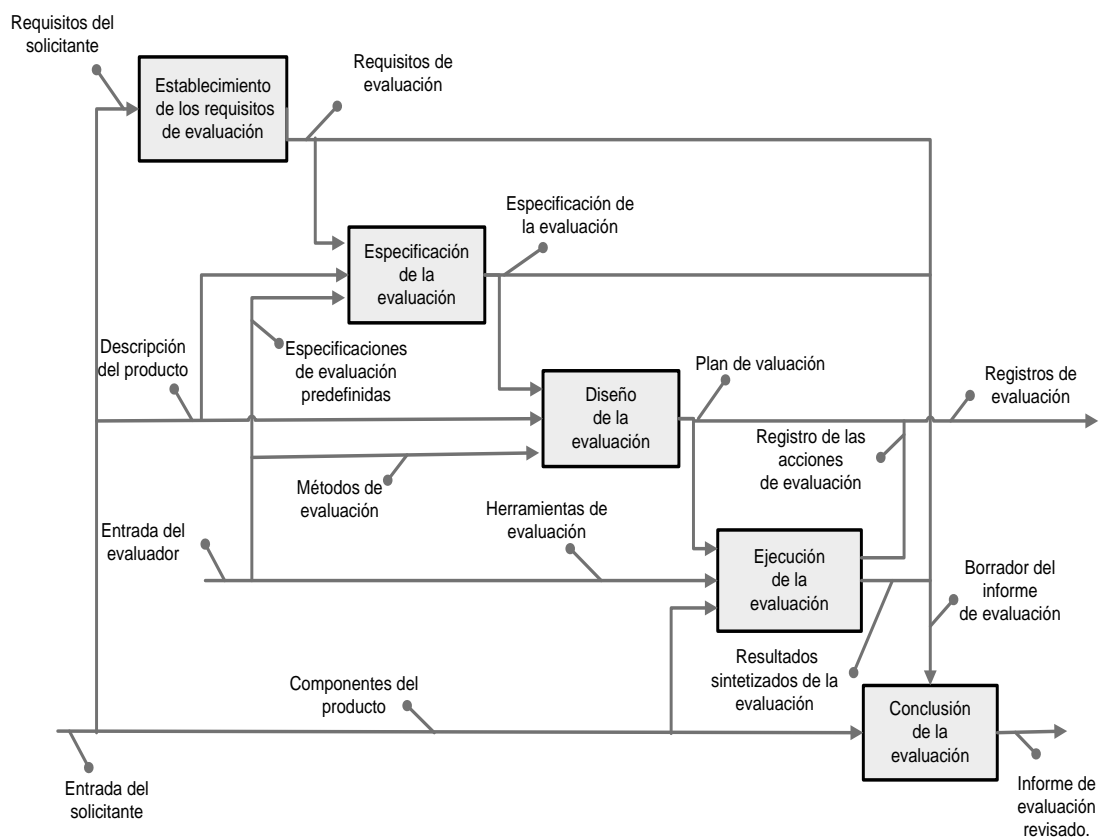 Requisitos del
solicitante
Establecimiento
de los requisitos
de evaluación
Requisitos de
evaluación
Especificación
de la
evaluación
Especificación de
la evaluación
Descripción
del producto
Especificaciones
de evaluación
predefinidas
Diseño
de la
evaluación
Plan de valuación
Registros de
evaluación
Registro de las
acciones
de evaluación
Métodos de
evaluación
Entrada del
evaluador
Herramientas de
evaluación
Ejecución
de la
evaluación
Borrador del
informe
de evaluación
Resultados
sintetizados de la
evaluación
Componentes del
producto
Conclusión
de la
evaluación
Entrada del
solicitante
Informe de
evaluación
revisado.